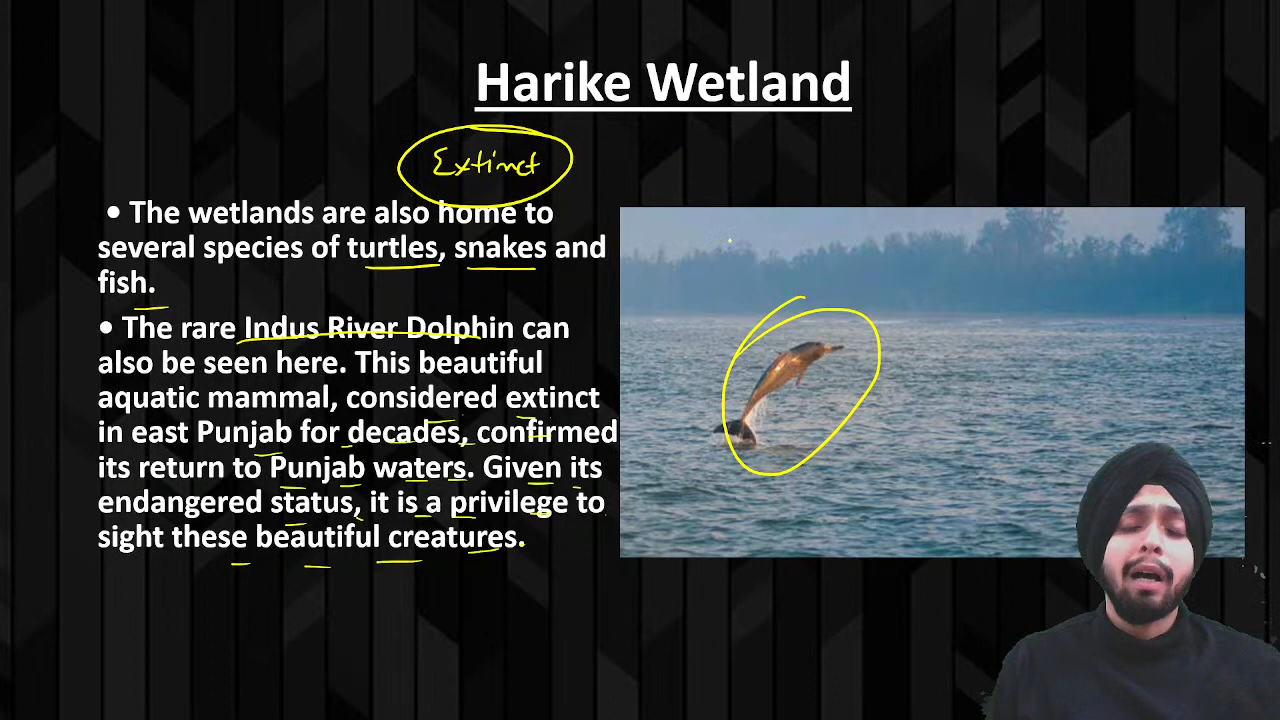 Harike Wetland
Extinct
• The wetlands are also home to
several species of turtles, snakes and
fish.
• The rare Indus River Dolphin can
also be seen here. This beautiful
aquatic mammal, considered extinct
in east Punjab for decades, confirmed
its return to Punjab waters. Given its
endangered status, it is a privilege to
sight these beautiful creatures.